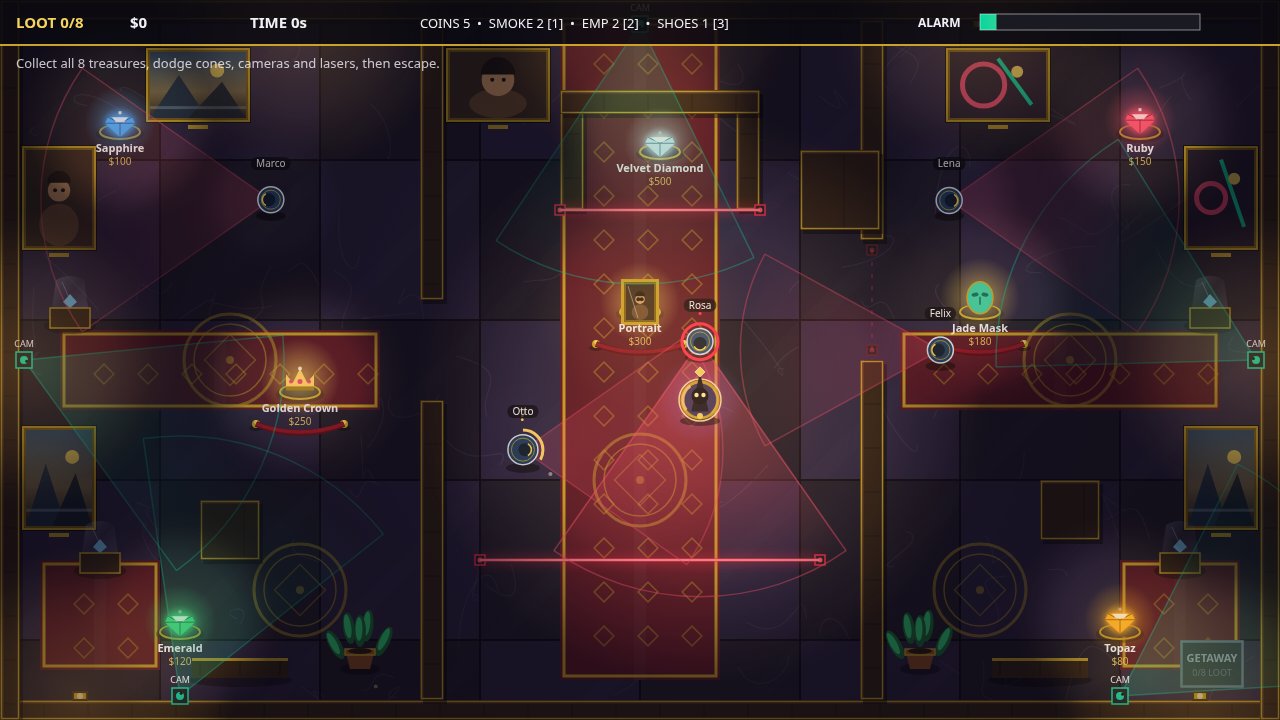 CAM
LOOT 0/8
$0
TIME 0s
COINS 5 • SMOKE 2 [1] • EMP 2 [2] • SHOES 1 [3]
ALARM
Collect all 8 treasures, dodge cones, cameras and lasers, then escape.
Sapphire
$100
Marco
Velvet Diamond
$500
Lena
Ruby
$150
Rosa
Portrait
$300
Felix
Jade Mask
$180
CAM
CAM
Golden Crown
$250
Otto
Emerald
$120
CAM
Topaz
$80
CAM
GETAWAY
0/8 LOOT